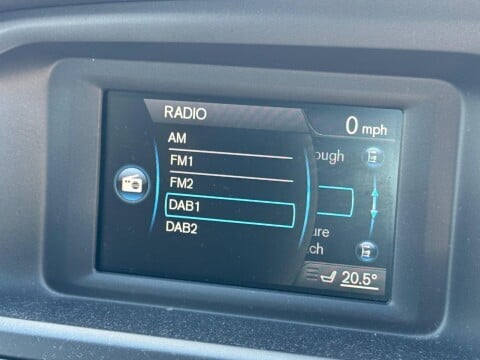 RADIO
0 mph
AM
FM1
ough
FM2
DAB1
DAB2
ure
ch
20.5°